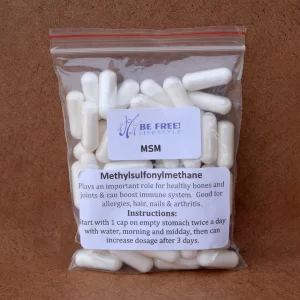 BE FREE!
LIFESTYLE
MSM
Methylsulfonylmethane
Plays an important role for healthy bones and
joints & can boost immune system.  Good for
allergies, hair, nails & arthritis.
Instructions:
Start with 1 cap on empty stomach twice a day
with water, morning and midday, then can
increase dosage after 3 days.